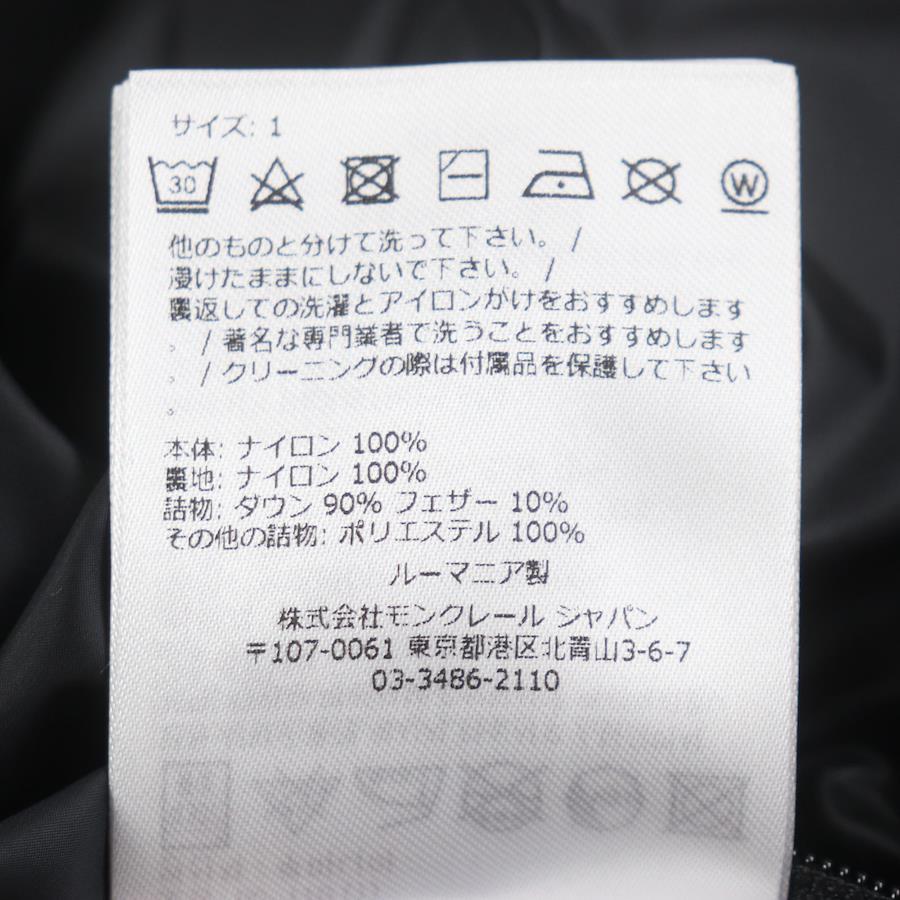 サイズ: 1
30 W
他のものと分けて洗って下さい。 /
浸けたままにしないで下さい。 /
裏返しての洗濯とアイロンがけをおすすめします
。 / 著名な専門業者で洗うことをおすすめします
。 / クリーニングの際は付属品を保護して下さい
。
本体: ナイロン 100%
裏地: ナイロン 100%
詰物: ダウン 90% フェザー 10%
その他の詰物: ポリエステル 100%
ルーマニア製
株式会社モンクレール ジャパン
〒107-0061 東京都港区北青山3-6-7
03-3486-2110